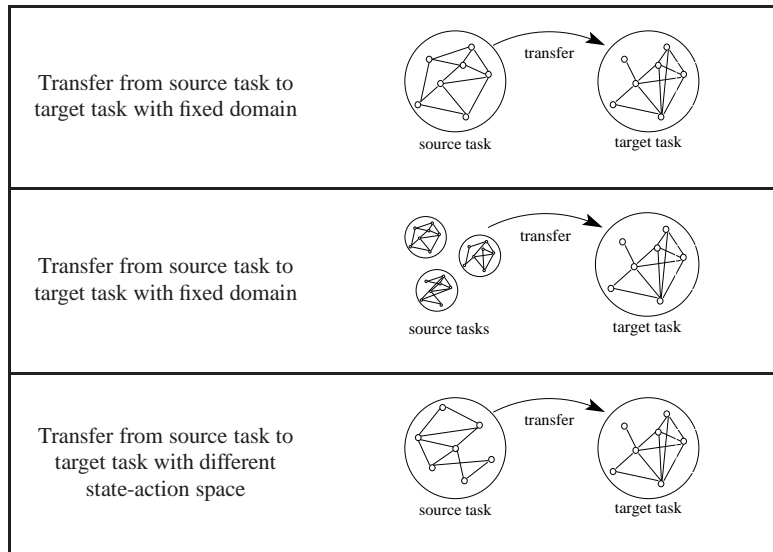 Transfer from source task to
target task with fixed domain
transfer
source task
target task
Transfer from source task to
target task with fixed domain
transfer
source tasks
target task
Transfer from source task to
target task with different
state-action space
transfer
source task
target task